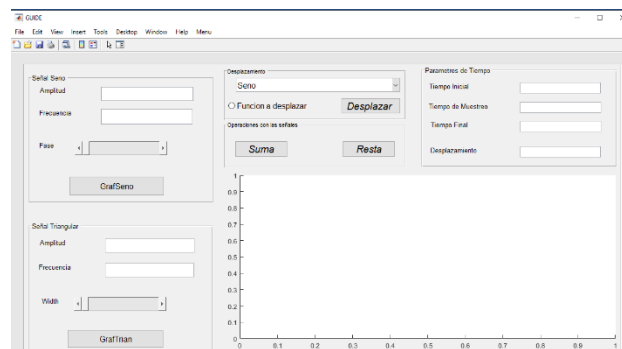 GUIDE
File Edit View Insert Tools Desktop Window Help Menu
Señal Seno
Amplitud
Frecuencia
Fase
GrafSeno
Señal Triangular
Amplitud
Frecuencia
Width
GrafTrian
Desplazamiento
Seno
Funcion a desplazar
Desplazar
Operaciones con las señales
Suma
Resta
Parametros de Tiempo
Tiempo Inicial
Tiempo de Muestreo
Tiempo Final
Desplazamiento
1
0.9
0.8
0.7
0.6
0.5
0.4
0.3
0.2
0.1
0
0 0.1 0.2 0.3 0.4 0.5 0.6 0.7 0.8 0.9 1